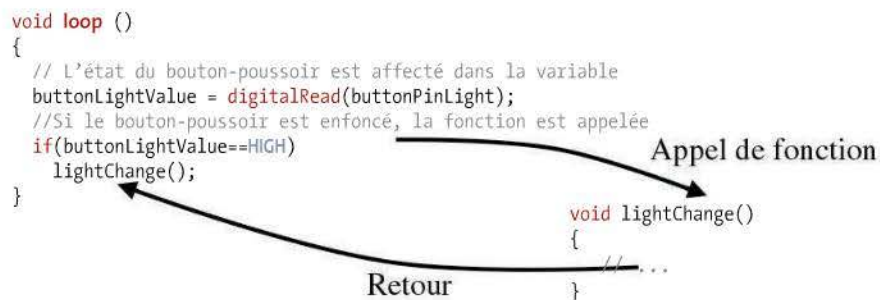 void loop ()
{
// L'état du bouton-poussoir est affecté dans la variable
buttonLightValue = digitalRead(buttonPinLight);
//Si le bouton-poussoir est enfoncé, la fonction est appelée
if(buttonLightValue==HIGH)
lightChange();
}
Appel de fonction
void lightChange()
{
// ...
}
Retour